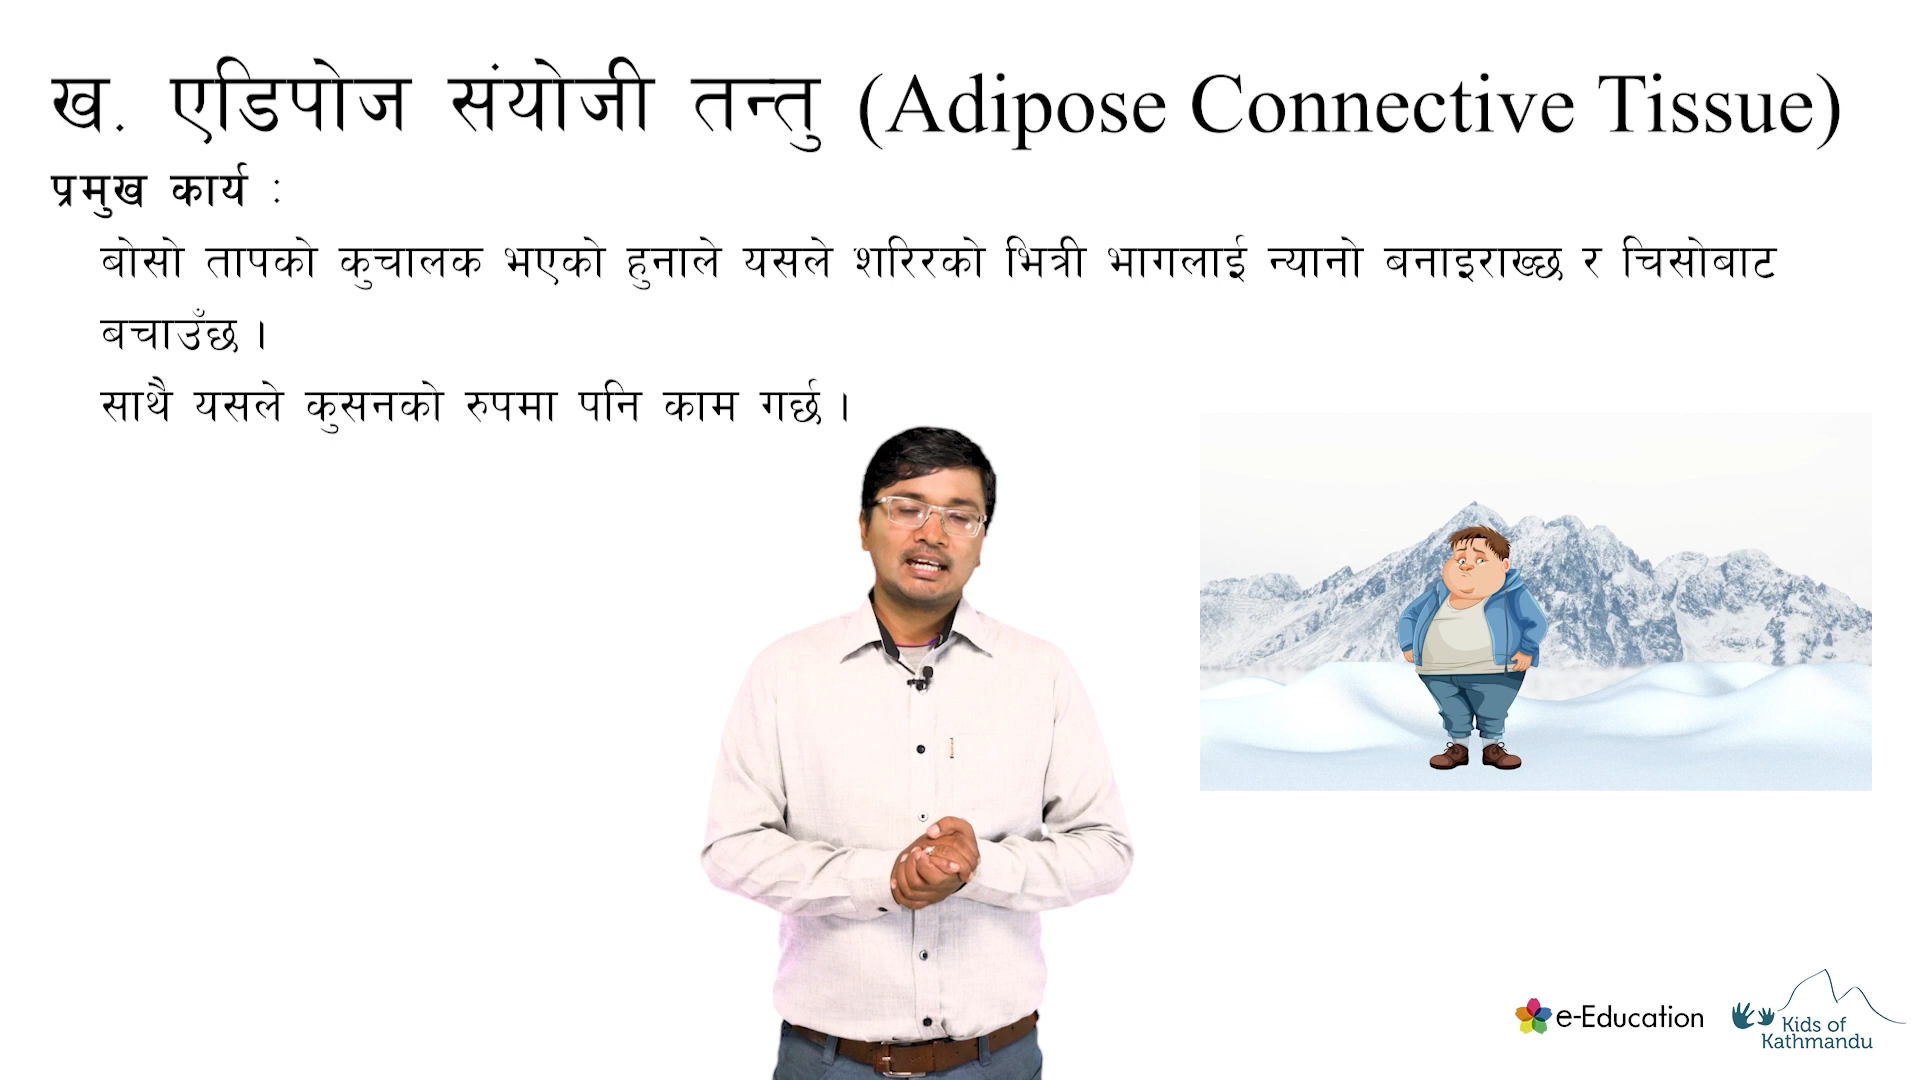 ख. एडिपोज संयोजी तन्तु (Adipose Connective Tissue)
प्रमुख कार्य :
बोसो तापको कुचालक भएको हुनाले यसले शरिरको भित्री भागलाई न्यानो बनाइराख्छ र चिसोबाट
बचाउँछ ।
साथै यसले कुसनको रुपमा पनि काम गर्छ ।
e-Education
Kids of
Kathmandu